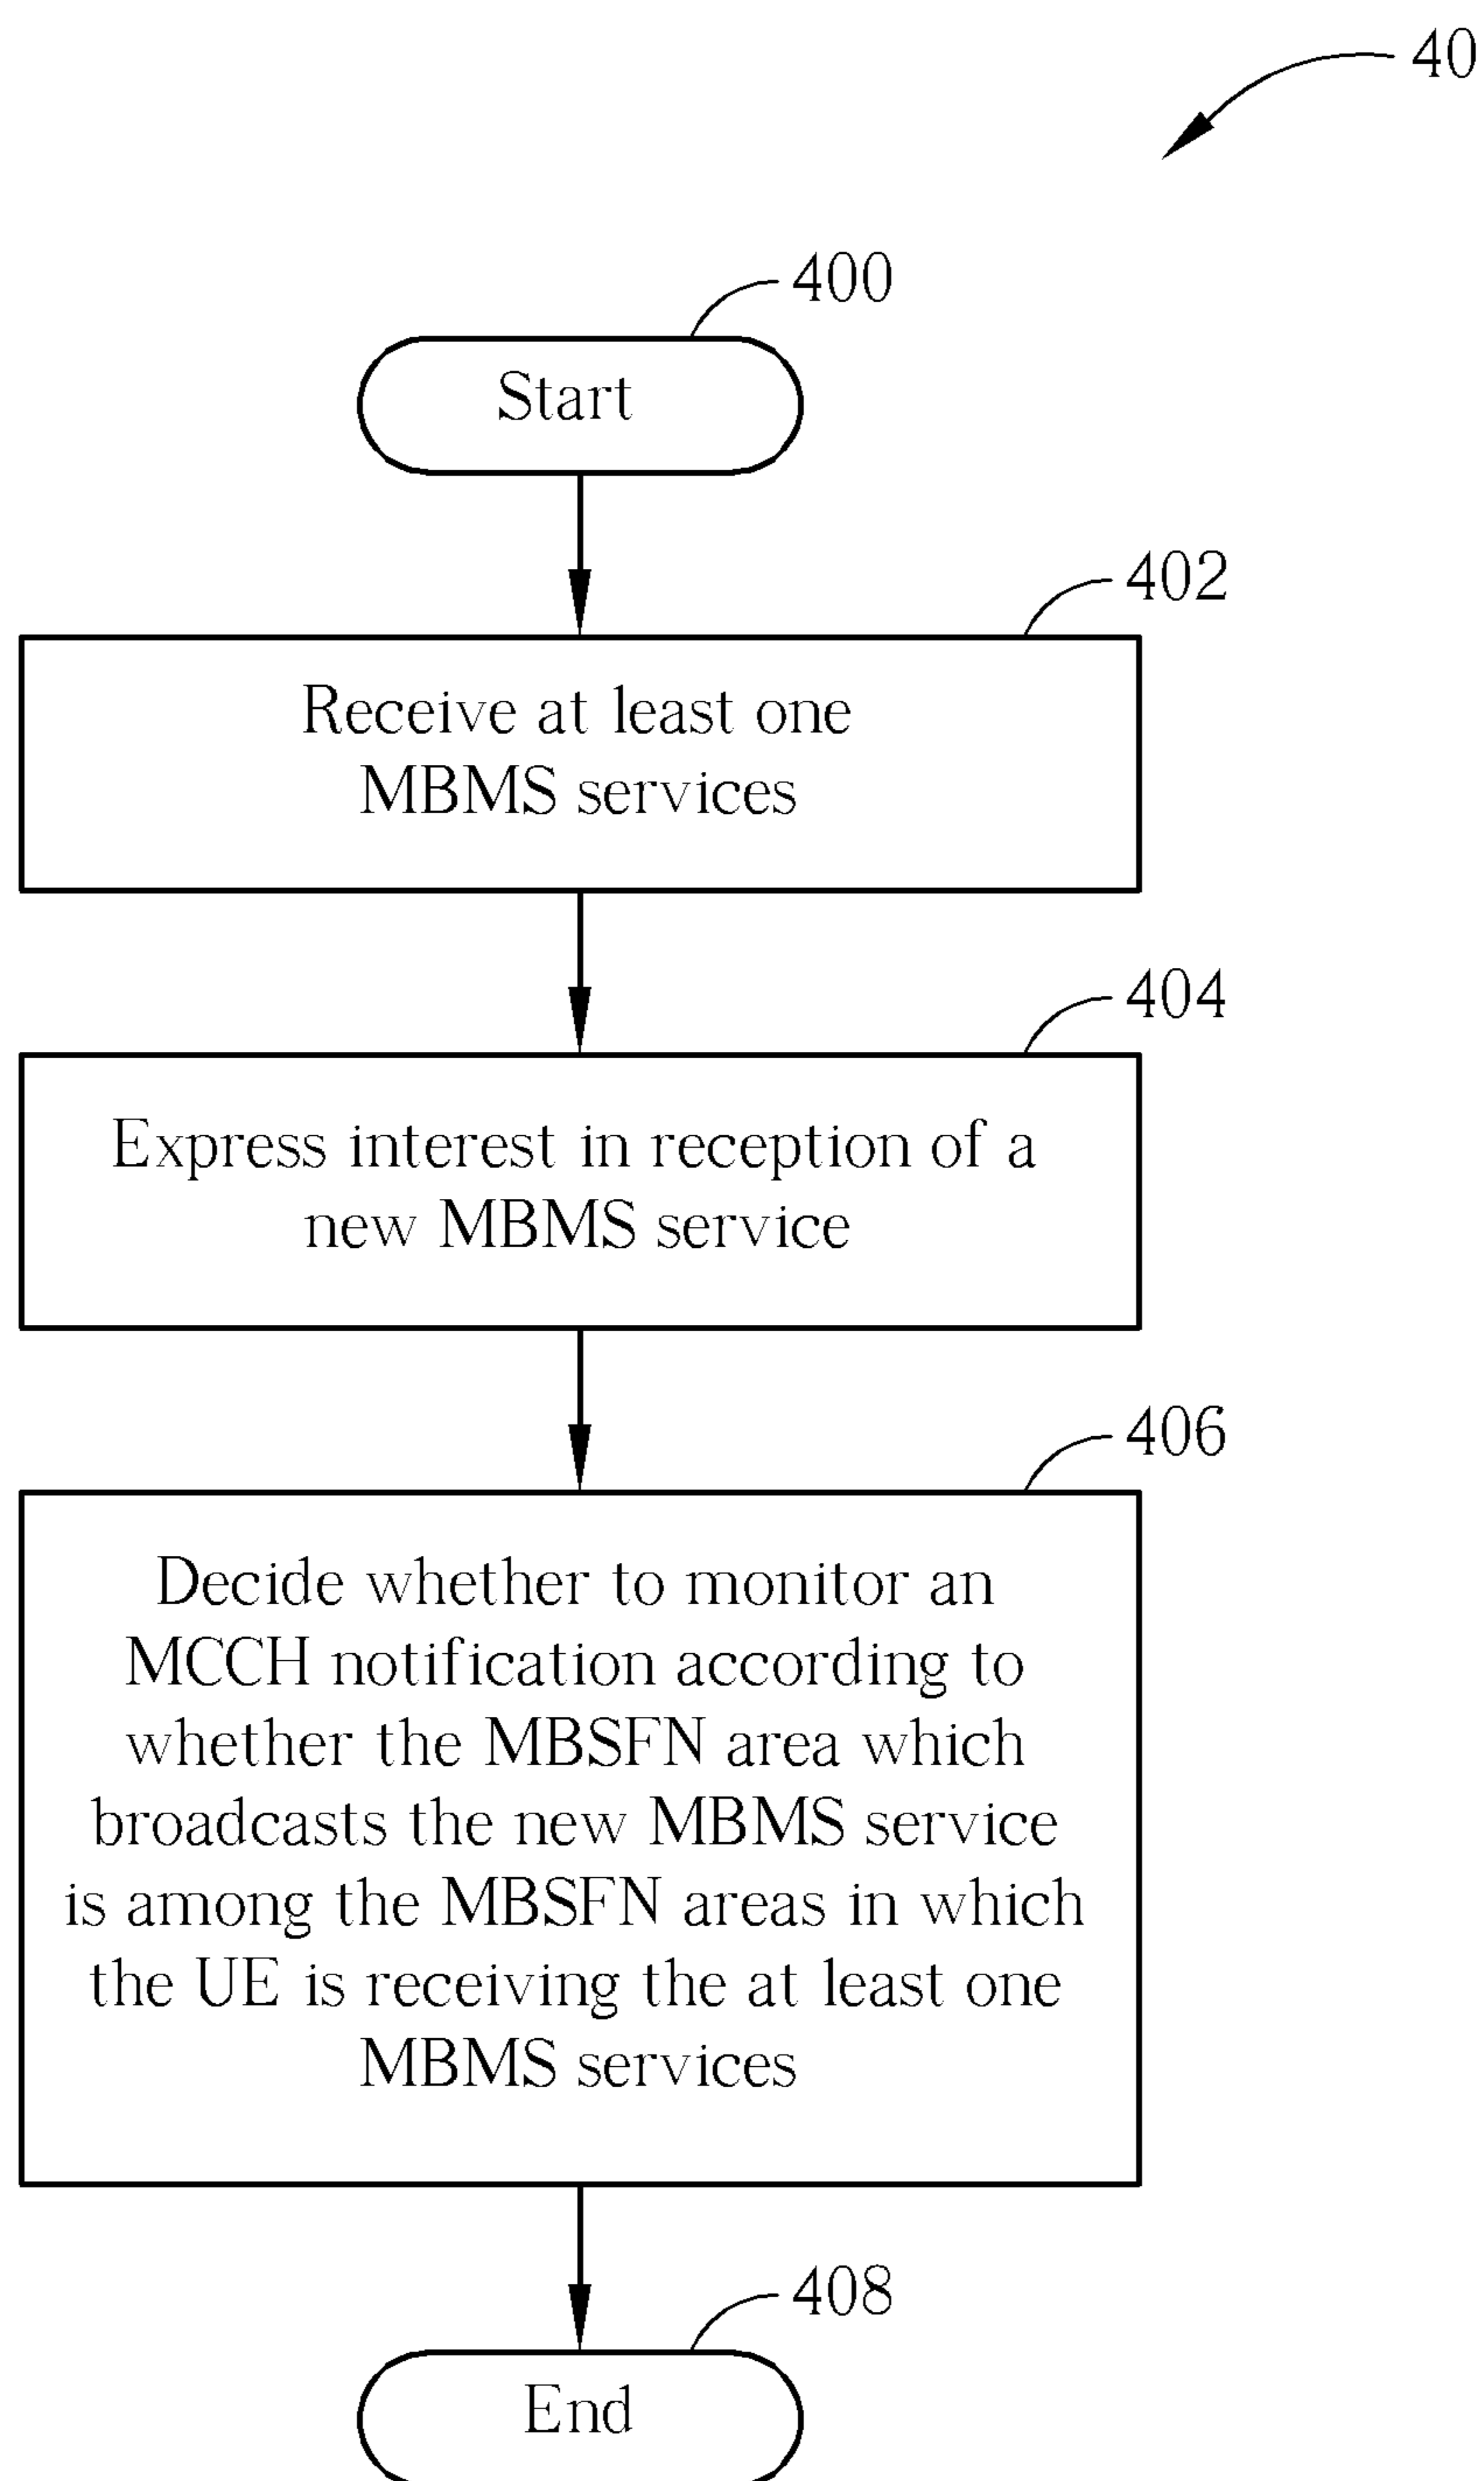 40
400
Start
402
Receive at least one
MBMS services
404
Express interest in reception of a
new MBMS service
406
Decide whether to monitor an
MCCH notification according to
whether the MBSFN area which
broadcasts the new MBMS service
is among the MBSFN areas in which
the UE is receiving the at least one
MBMS services
408
End